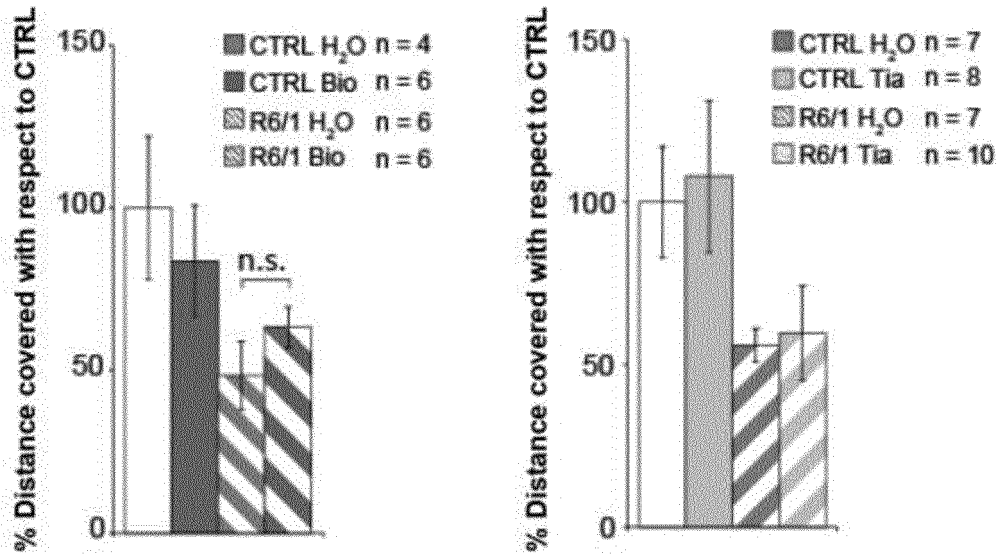 % Distance covered with respect to CTRL
150
100
50
0
CTRL H₂O n = 4
CTRL Bio n = 6
R6/1 H₂O n = 6
R6/1 Bio n = 6
n.s.
% Distance covered with respect to CTRL
150
100
50
0
CTRL H₂O n = 7
CTRL Tia n = 8
R6/1 H₂O n = 7
R6/1 Tia n = 10